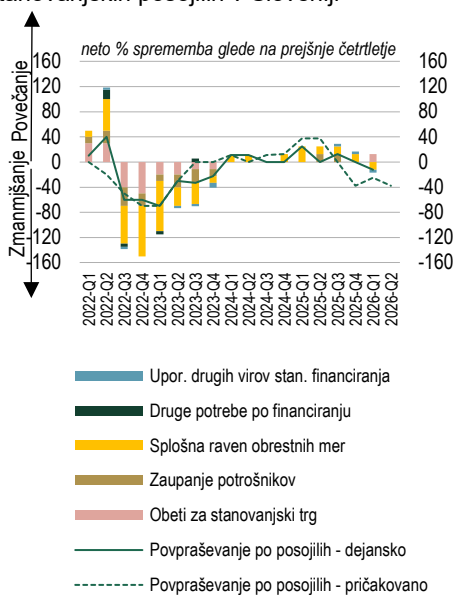 stanovanjskih posojilih v Sloveniji
neto % sprememba glede na prejšnje četrtletje
Zmanmjšanje Povečanje
160 160
120 120
80 80
40 40
0 0
-40 -40
-80 -80
-120 -120
-160 -160
2022-Q1 2022-Q2 2022-Q3 2022-Q4 2023-Q1 2023-Q2 2023-Q3 2023-Q4 2024-Q1 2024-Q2 2024-Q3 2024-Q4 2025-Q1 2025-Q2 2025-Q3 2025-Q4 2026-Q1 2026-Q2
Upor. drugih virov stan. financiranja
Druge potrebe po financiranju
Splošna raven obrestnih mer
Zaupanje potrošnikov
Obeti za stanovanjski trg
Povpraševanje po posojilih - dejansko
Povpraševanje po posojilih - pričakovano